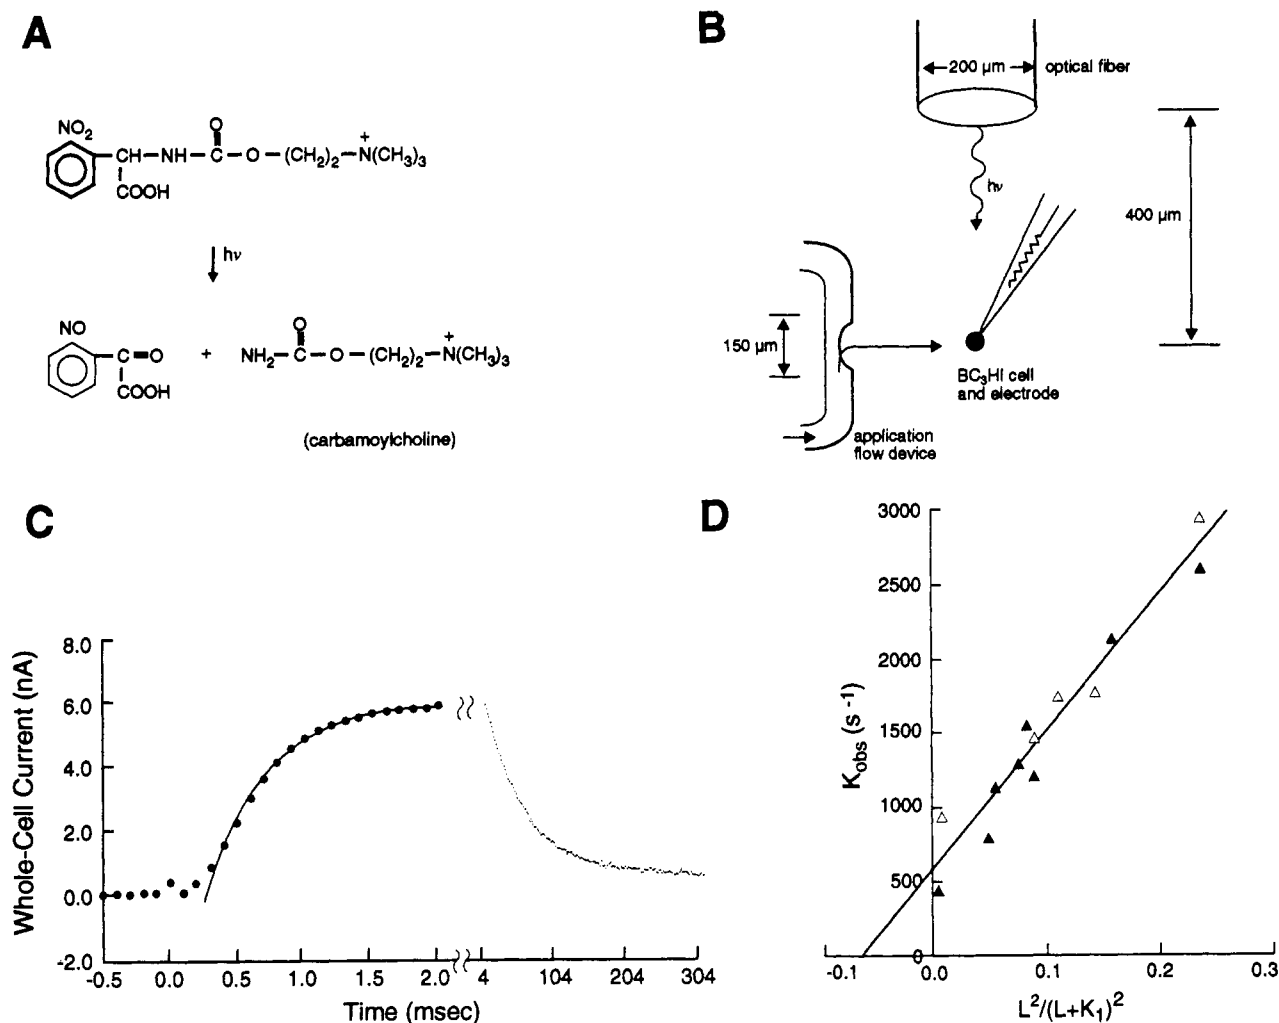 A
NO2
O
CH–NH–C–O–(CH2)2–N(CH3)3
+
COOH
hν
NO
C=O
COOH
+
O
NH2–C–O–(CH2)2–N(CH3)3
+
(carbamoylcholine)
B
200 µm
optical fiber
hν
400 µm
150 µm
BC3HI cell
and electrode
application
flow device
C
Whole-Cell Current (nA)
8.0
6.0
4.0
2.0
0.0
-2.0
-0.5 0.0 0.5 1.0 1.5 2.0 4 104 204 304
Time (msec)
D
Kobs (s -1)
3000
2500
2000
1500
1000
500
0
-0.1 0.0 0.1 0.2 0.3
L2/(L+K1)2